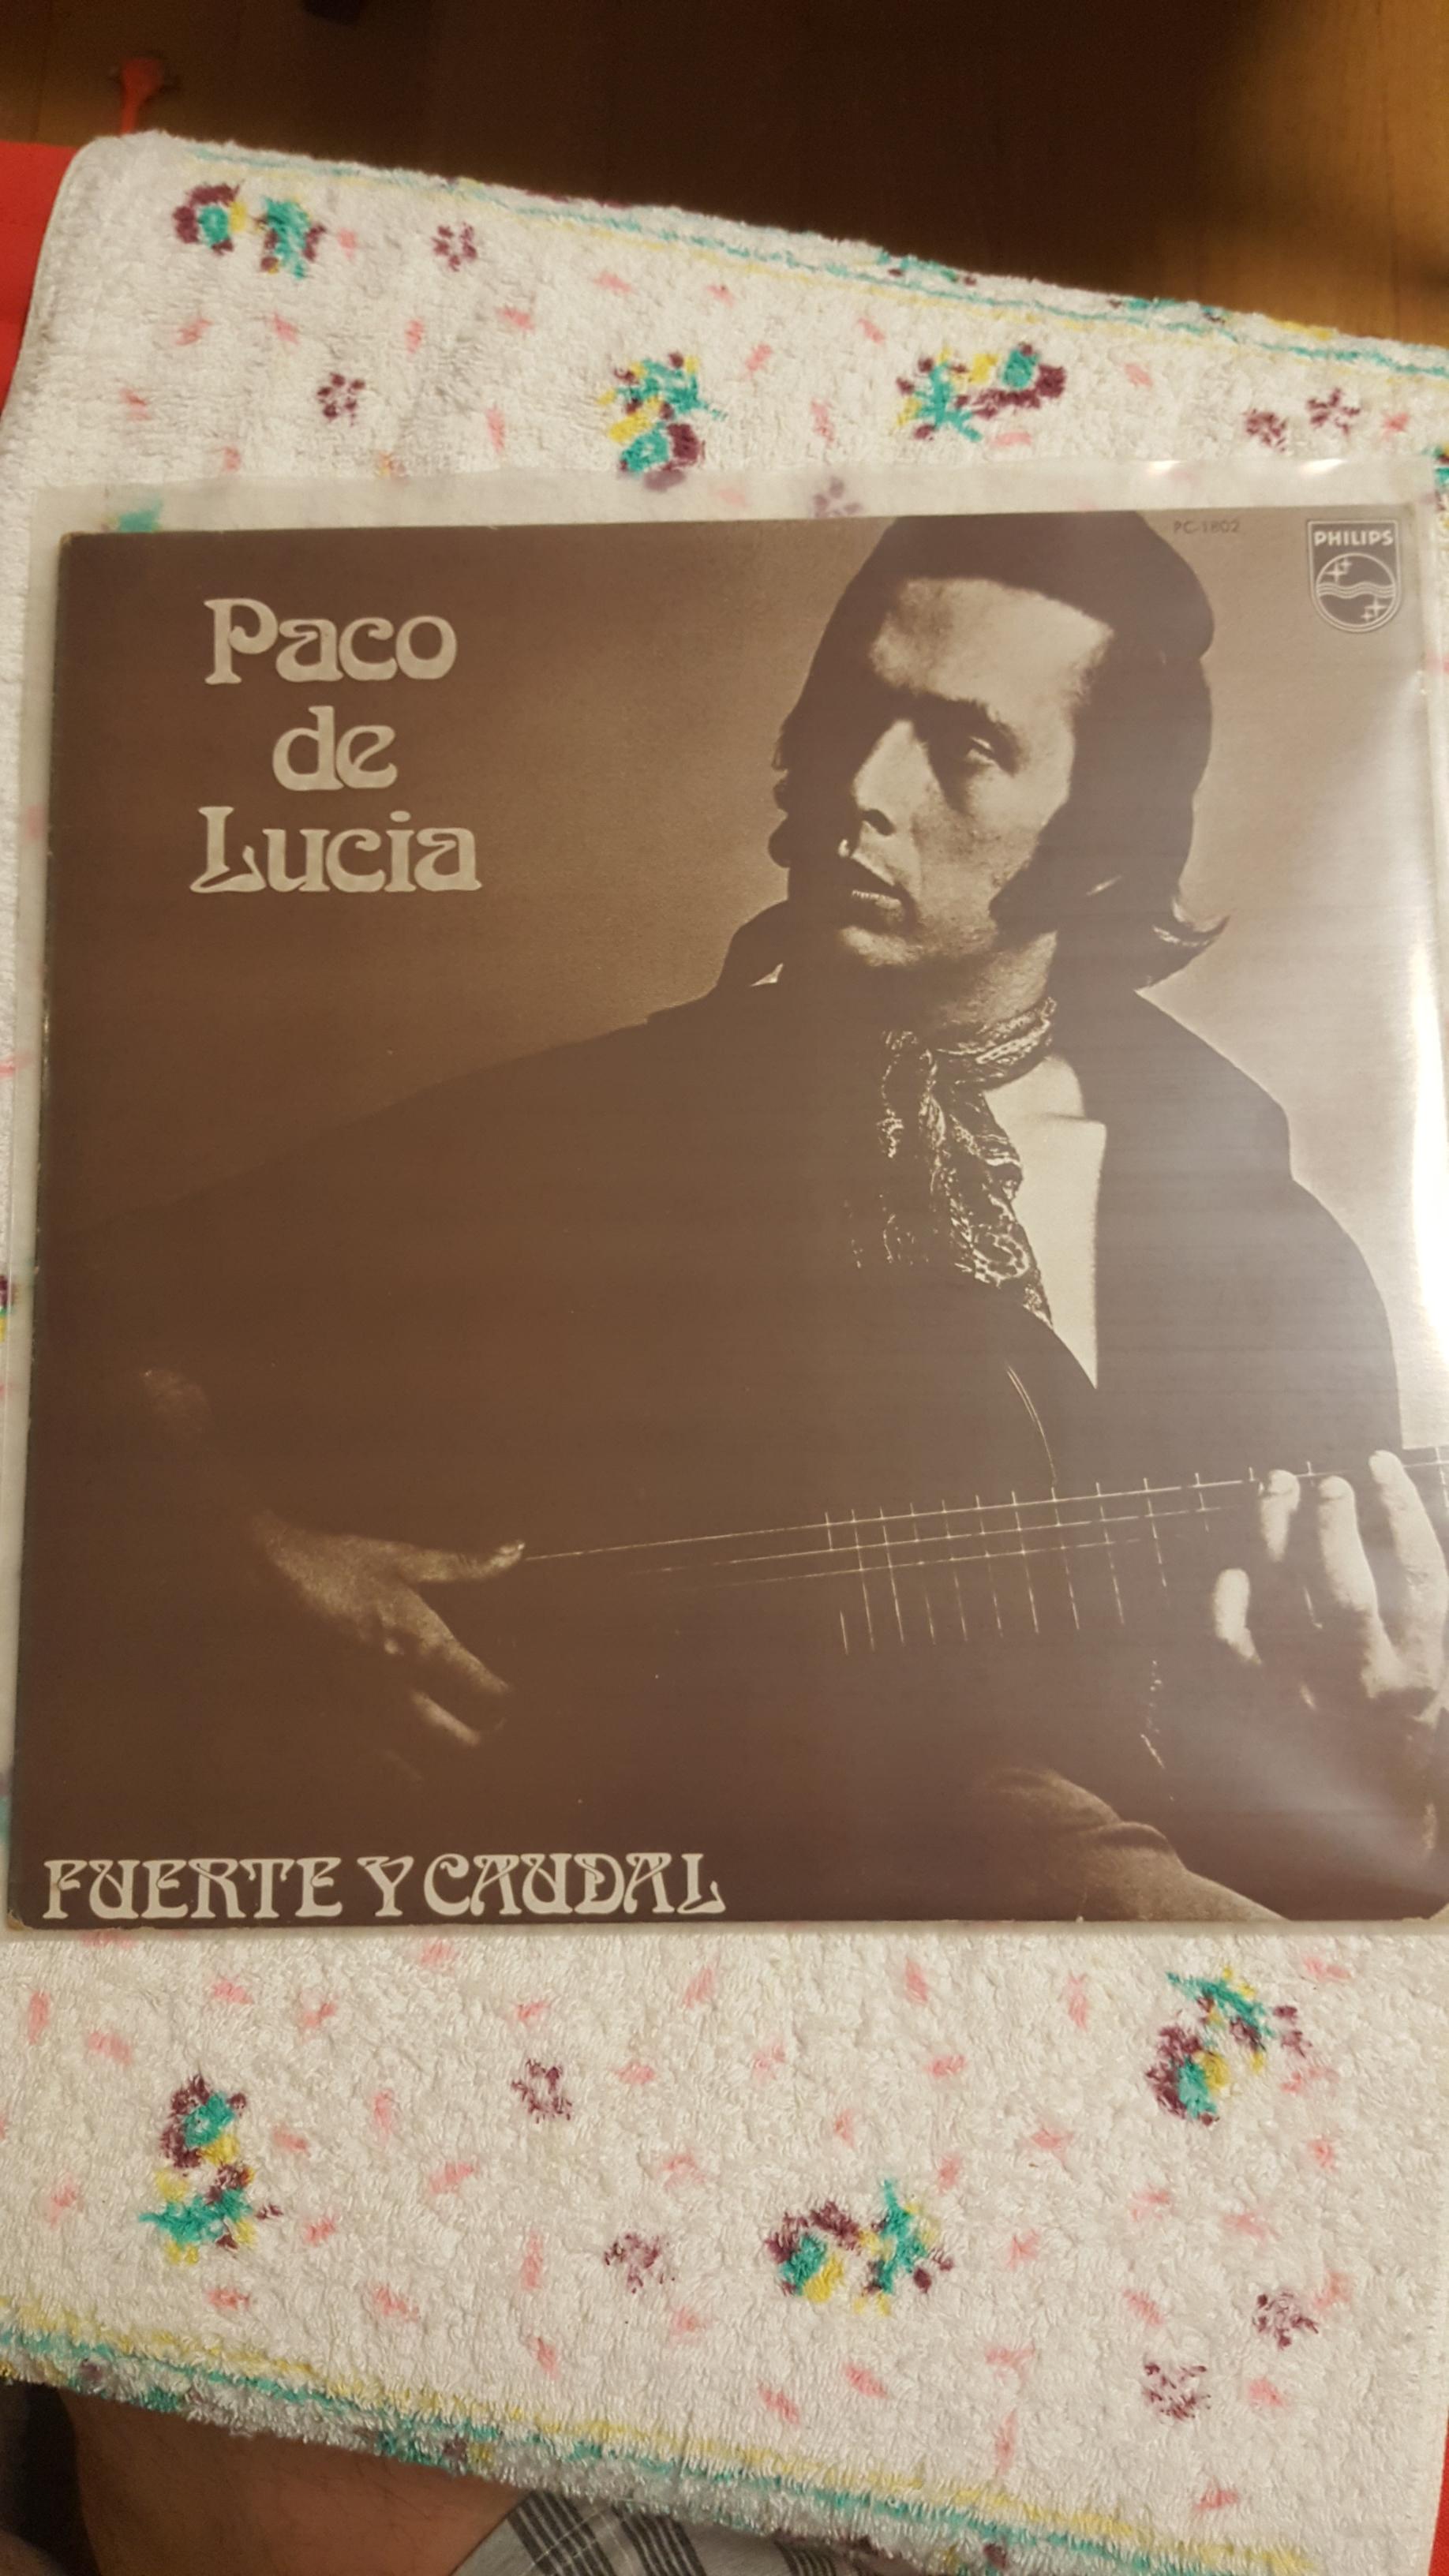 PC-1802
PHILIPS
Paco
de
Lucia
FUERTE Y CAUDAL